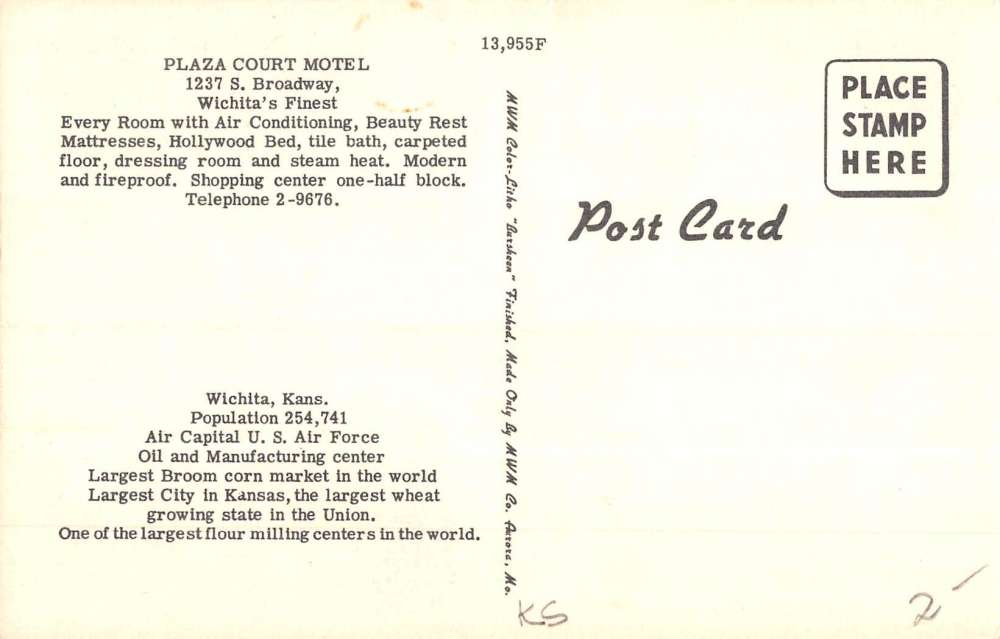 13,955F
PLAZA COURT MOTEL
1237 S. Broadway,
Wichita's Finest
Every Room with Air Conditioning, Beauty Rest
Mattresses, Hollywood Bed, tile bath, carpeted
floor, dressing room and steam heat. Modern
and fireproof. Shopping center one-half block.
Telephone 2-9676.
Wichita, Kans.
Population 254,741
Air Capital U. S. Air Force
Oil and Manufacturing center
Largest Broom corn market in the world
Largest City in Kansas, the largest wheat
growing state in the Union.
One of the largest flour milling centers in the world.
MWM Color-Litho "Dursheen" Finished, Made Only By MWM Co. Aurora, Mo.
PLACE
STAMP
HERE
Post Card
KS
2